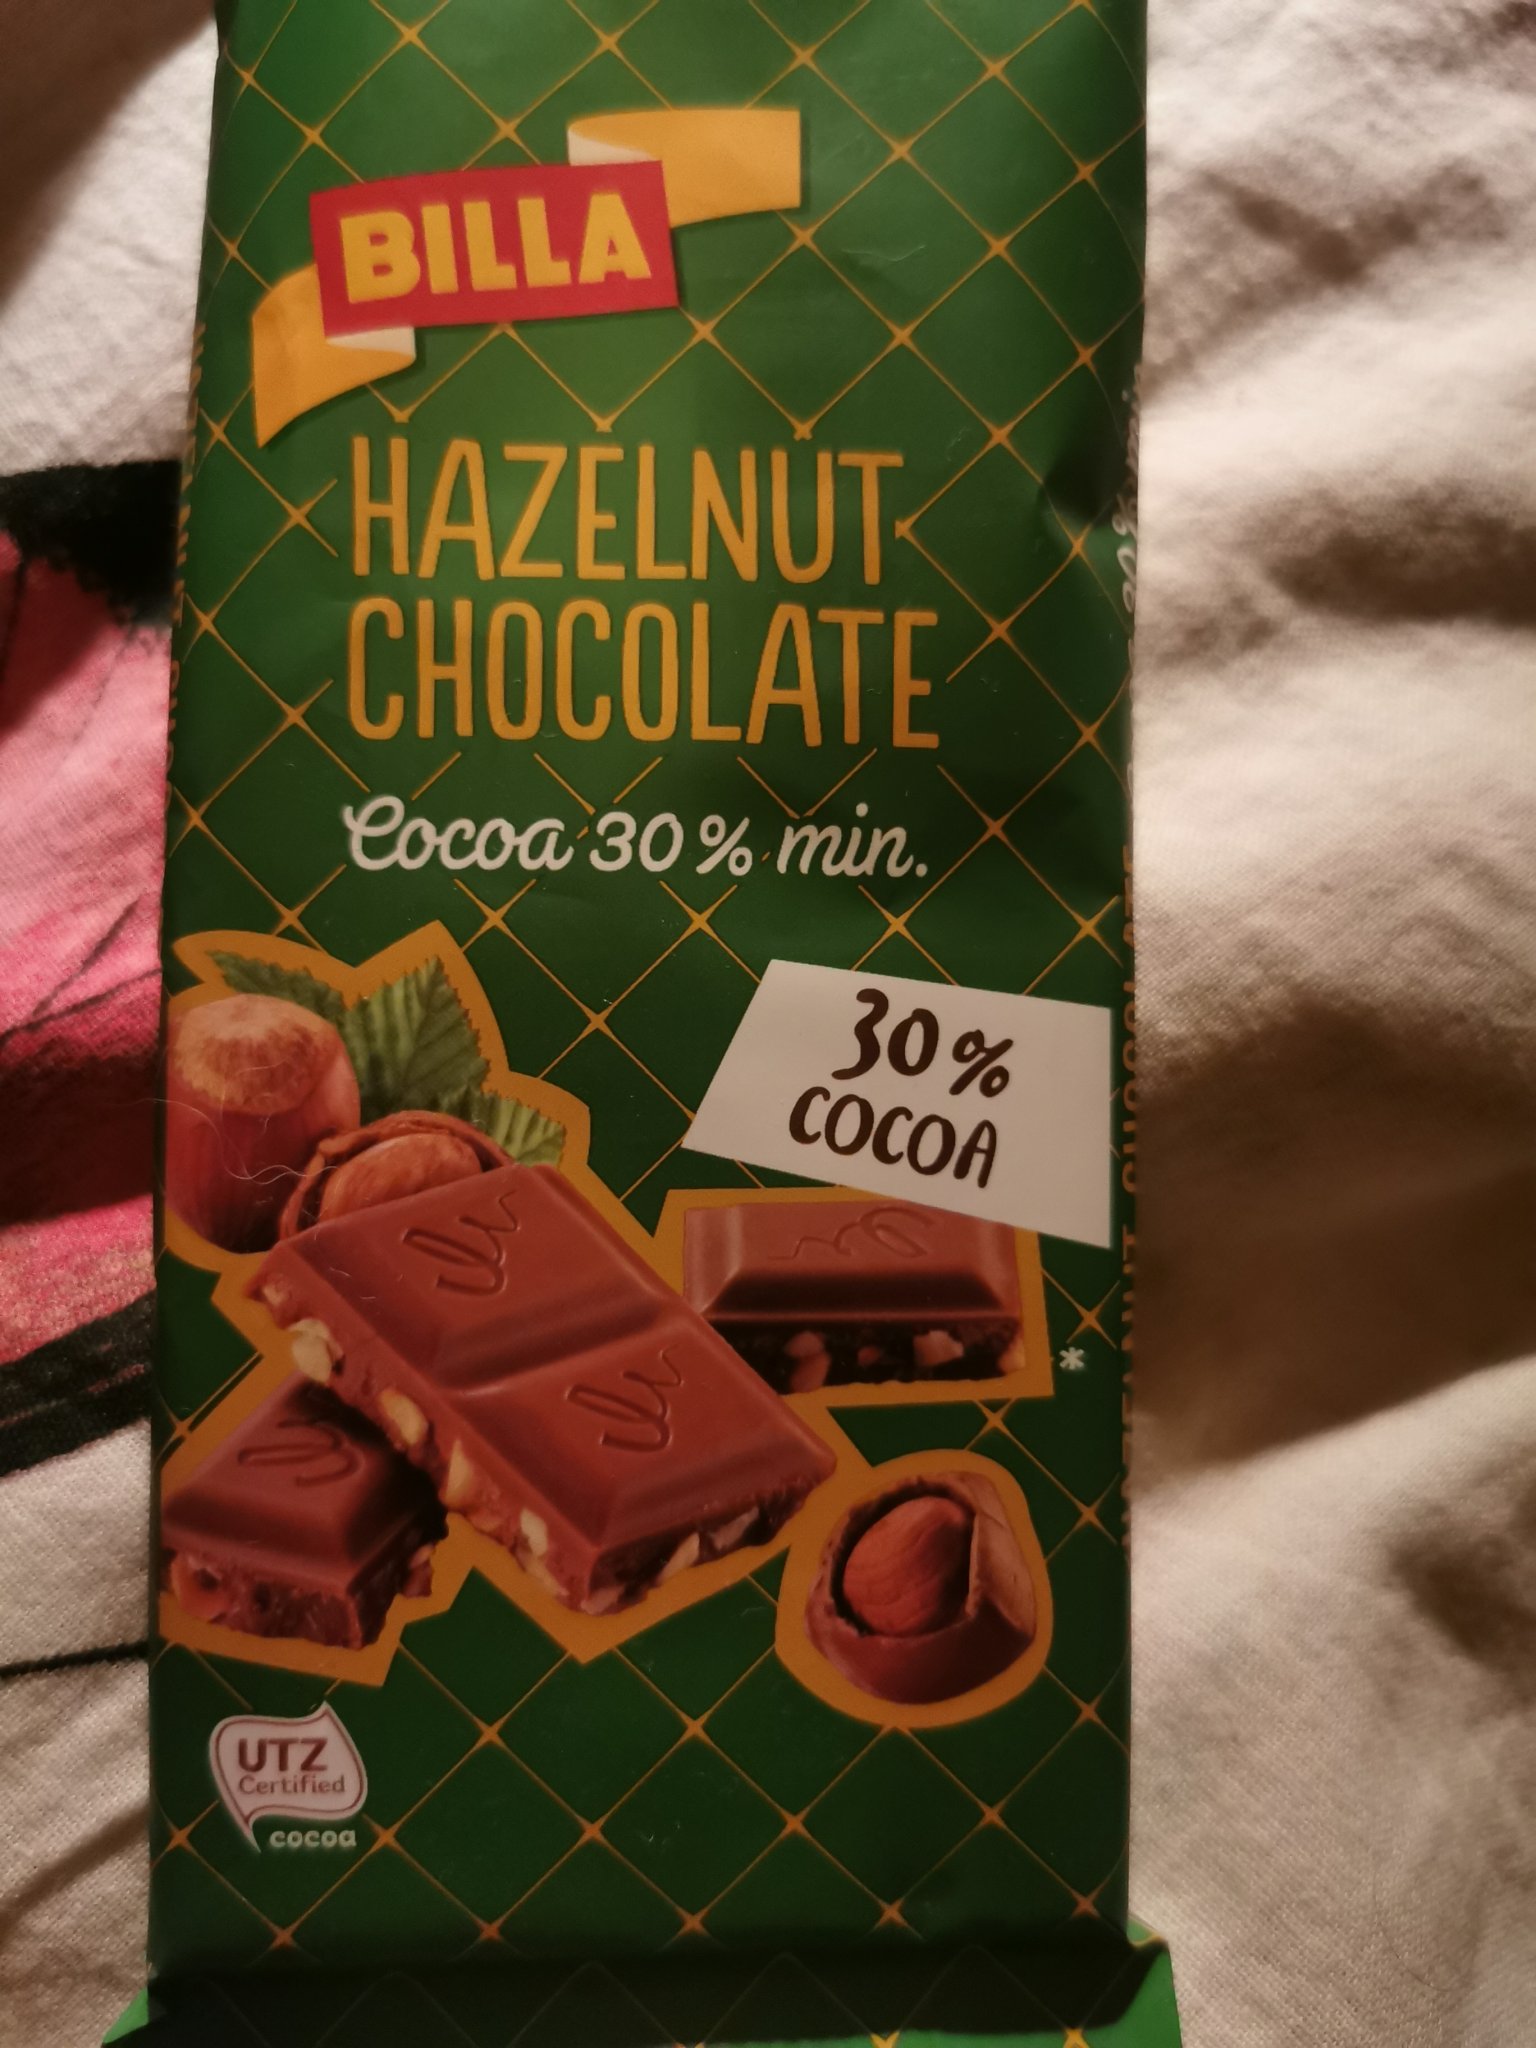 BILLA
HAZELNUT
CHOCOLATE
Cocoa 30% min.
30%
COCOA
*
UTZ
Certified
cocoa